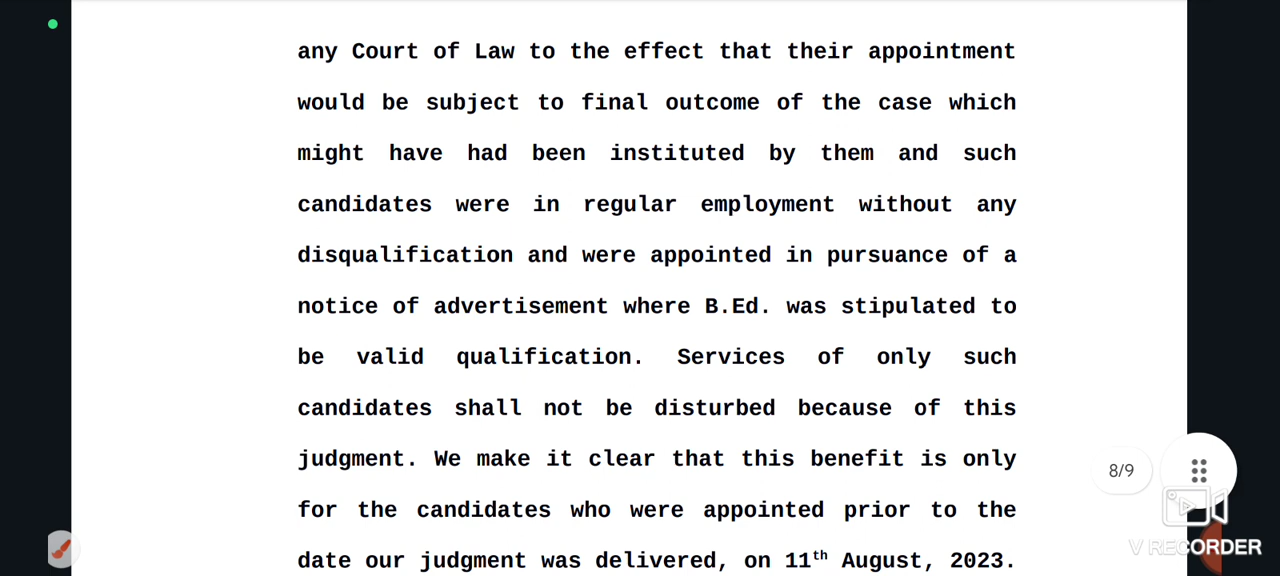 any Court of Law to the effect that their appointment
would be subject to final outcome of the case which
might have had been instituted by them and such
candidates were in regular employment without any
disqualification and were appointed in pursuance of a
notice of advertisement where B.Ed. was stipulated to
be valid qualification. Services of only such
candidates shall not be disturbed because of this
judgment. We make it clear that this benefit is only
for the candidates who were appointed prior to the
date our judgment was delivered, on 11th August, 2023.
8/9
V RECORDER